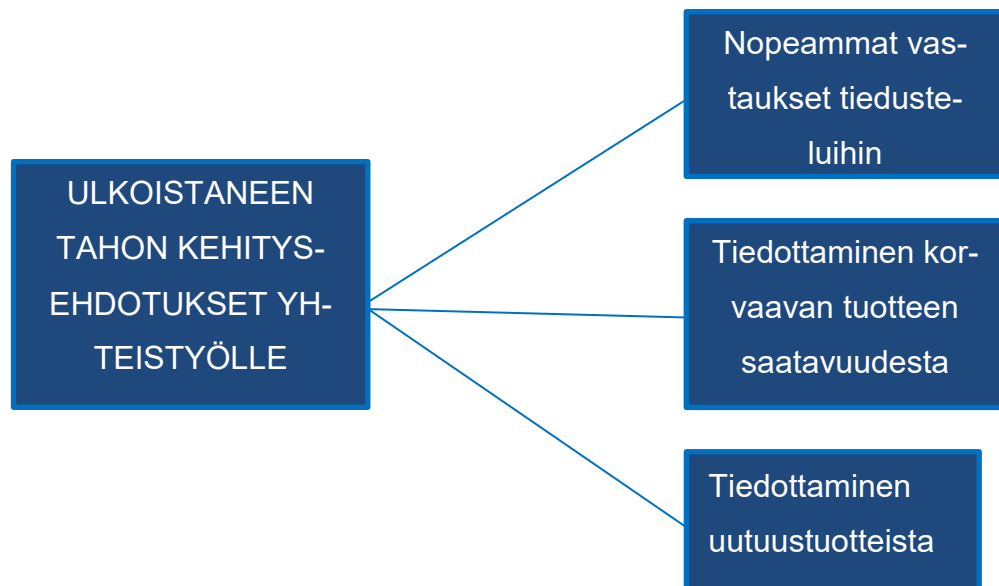 ULKOISTANEEN
TAHON KEHITYS-
EHDOTUKSET YH-
TEISTYÖLLE
Nopeammat vas-
taukset tieduste-
luihin
Tiedottaminen kor-
vaavan tuotteen
saatavuudesta
Tiedottaminen
uutuustuotteista